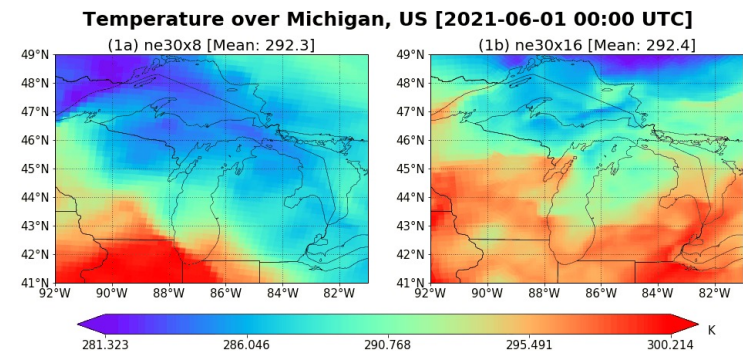 Temperature over Michigan, US [2021-06-01 00:00 UTC]
(1a) ne30x8 [Mean: 292.3]
(1b) ne30x16 [Mean: 292.4]
49°N
48°N
47°N
46°N
45°N
44°N
43°N
42°N
41°N
92°W 90°W 88°W 86°W 84°W 82°W
49°N
48°N
47°N
46°N
45°N
44°N
43°N
42°N
41°N
92°W 90°W 88°W 86°W 84°W 82°W
K
281.323 286.046 290.768 295.491 300.214